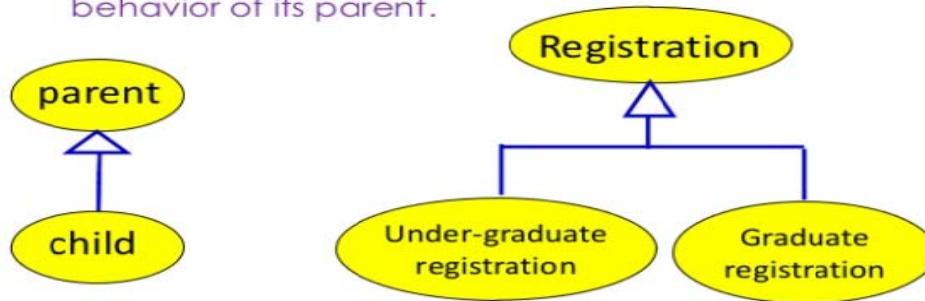 behavior of its parent.
Registration
parent
child
Under-graduate
registration
Graduate
registration